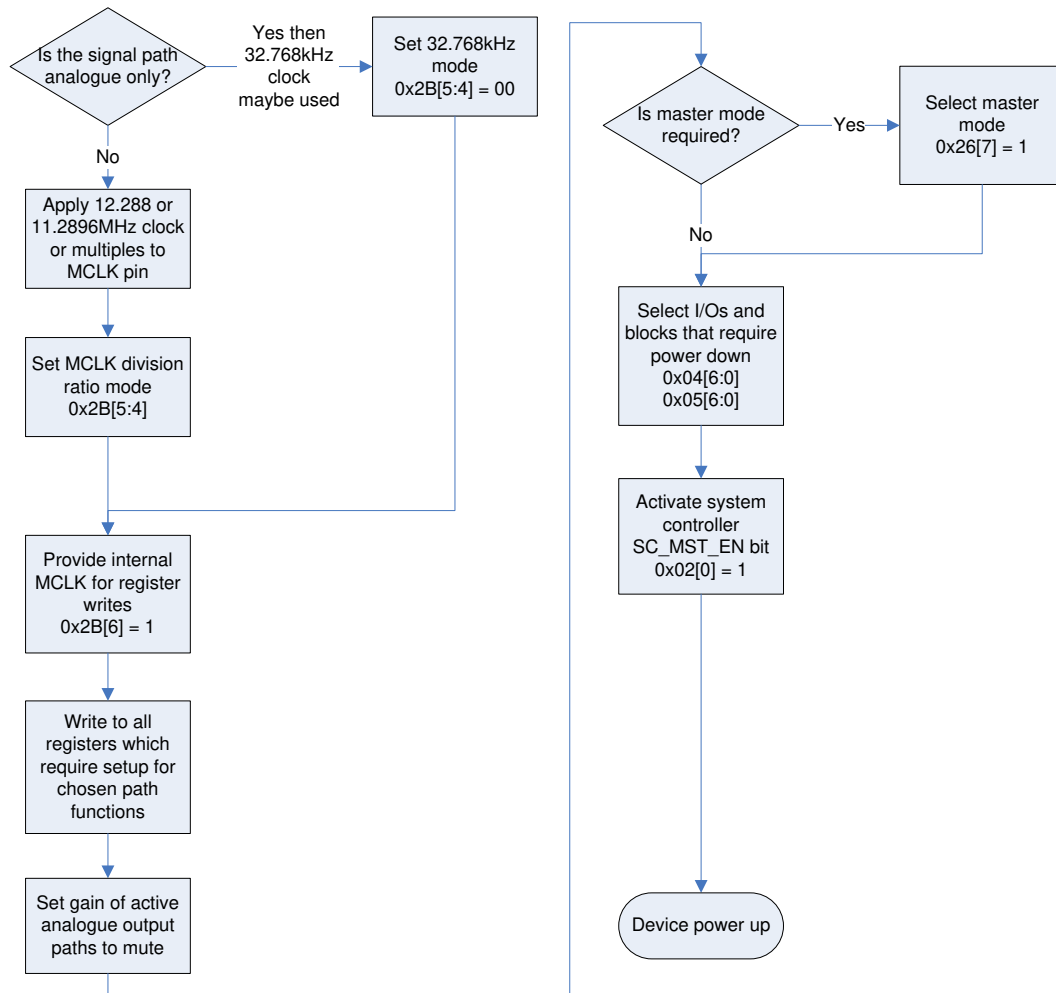 Is the signal path
analogue only?
Yes then
32.768kHz
clock
maybe used
Set 32.768kHz
mode
0x2B[5:4] = 00
No
Apply 12.288 or
11.2896MHz clock
or multiples to
MCLK pin
Set MCLK division
ratio mode
0x2B[5:4]
Provide internal
MCLK for register
writes
0x2B[6] = 1
Write to all
registers which
require setup for
chosen path
functions
Set gain of active
analogue output
paths to mute
Is master mode
required?
Yes
Select master
mode
0x26[7] = 1
No
Select I/Os and
blocks that require
power down
0x04[6:0]
0x05[6:0]
Activate system
controller
SC_MST_EN bit
0x02[0] = 1
Device power up